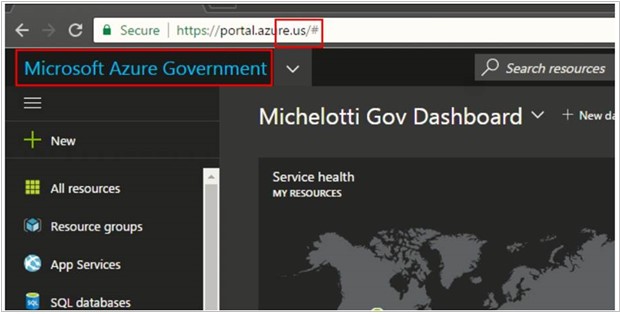 Secure | https://portal.azure.us/#
Microsoft Azure Government
Search resources
Michelotti Gov Dashboard
+ New da
New
Service health
MY RESOURCES
All resources
Resource groups
App Services
SQL databases